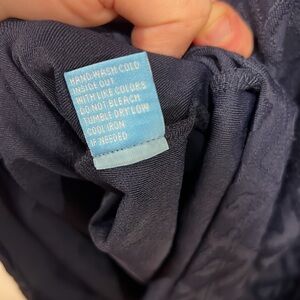 HAND WASH COLD
INSIDE OUT
WITH LIKE COLORS
DO NOT BLEACH
TUMBLE DRY LOW
COOL IRON
IF NEEDED